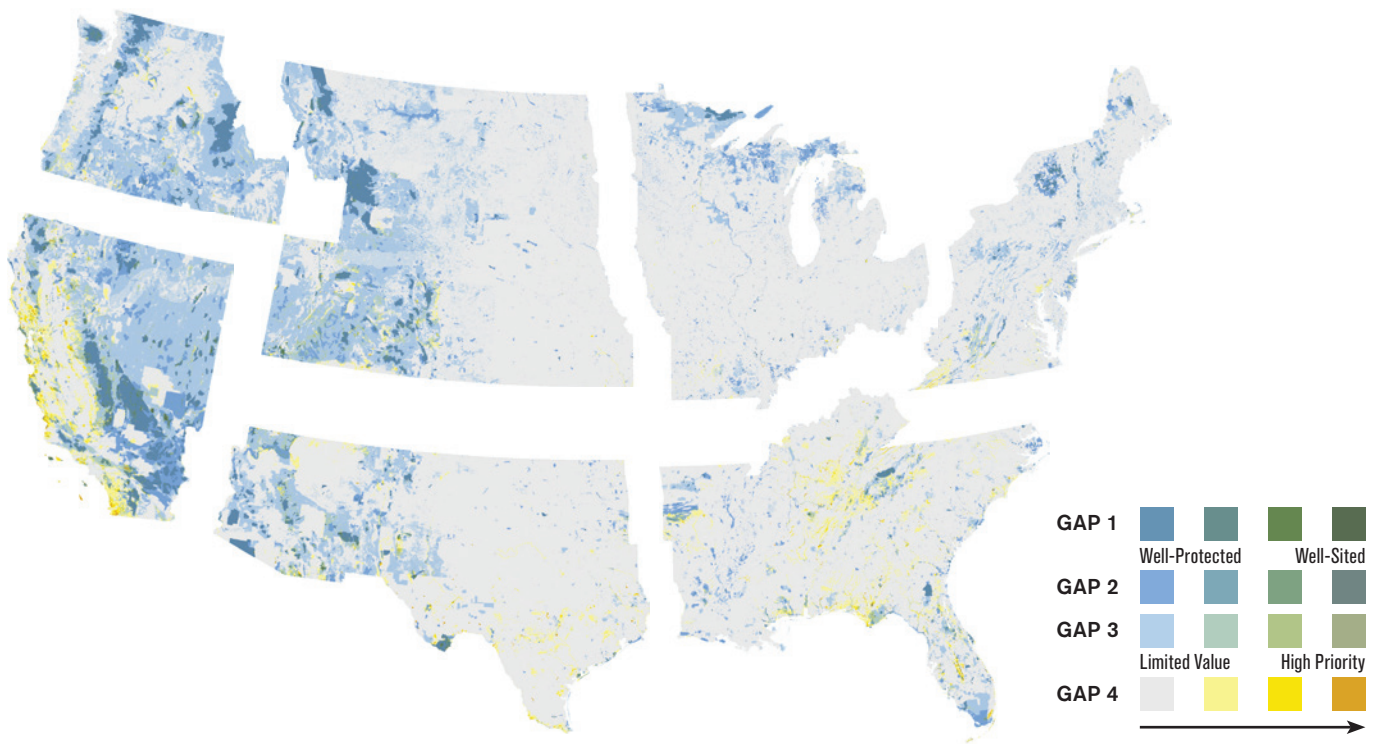 GAP 1
Well-Protected Well-Sited
GAP 2
GAP 3
Limited Value High Priority
GAP 4